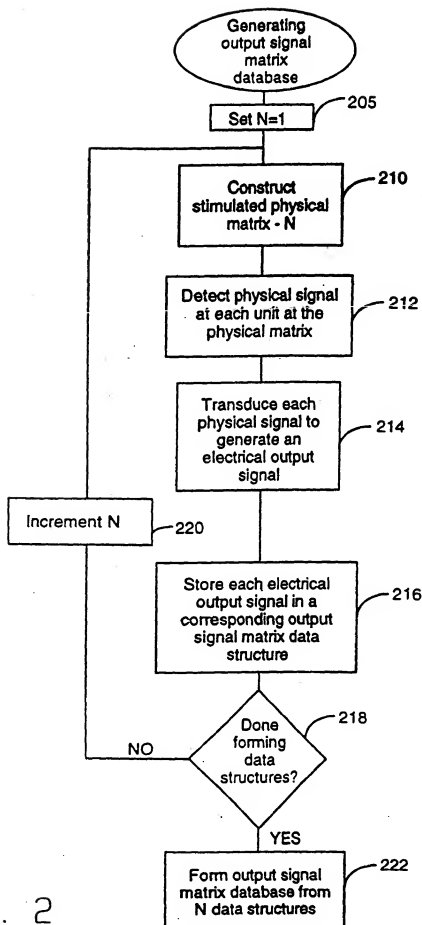 Generating
output signal
matrix
database
205
Set N=1
210
Construct
stimulated physical
matrix - N
Detect physical signal
at each unit at the
physical matrix
212
Transduce each
physical signal to
generate an
electrical output
signal
214
Increment N
220
Store each electrical
output signal in a
corresponding output
signal matrix data
structure
216
218
Done
forming
data
structures?
NO
YES
Form output signal
matrix database from
N data structures
222
. 2